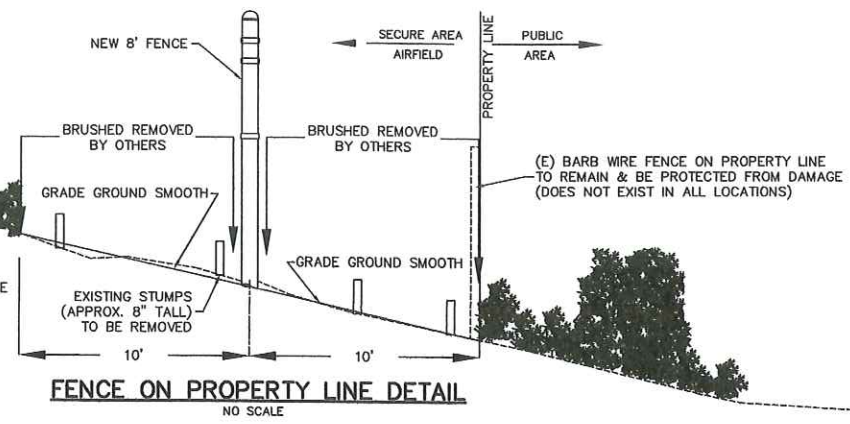 NEW 8' FENCE
SECURE AREA
AIRFIELD
PROPERTY LINE
PUBLIC
AREA
BRUSHED REMOVED
BY OTHERS
BRUSHED REMOVED
BY OTHERS
(E) BARB WIRE FENCE ON PROPERTY LINE
TO REMAIN & BE PROTECTED FROM DAMAGE
(DOES NOT EXIST IN ALL LOCATIONS)
GRADE GROUND SMOOTH
GRADE GROUND SMOOTH
EXISTING STUMPS
(APPROX. 8" TALL)
TO BE REMOVED
10'
10'
FENCE ON PROPERTY LINE DETAIL
NO SCALE